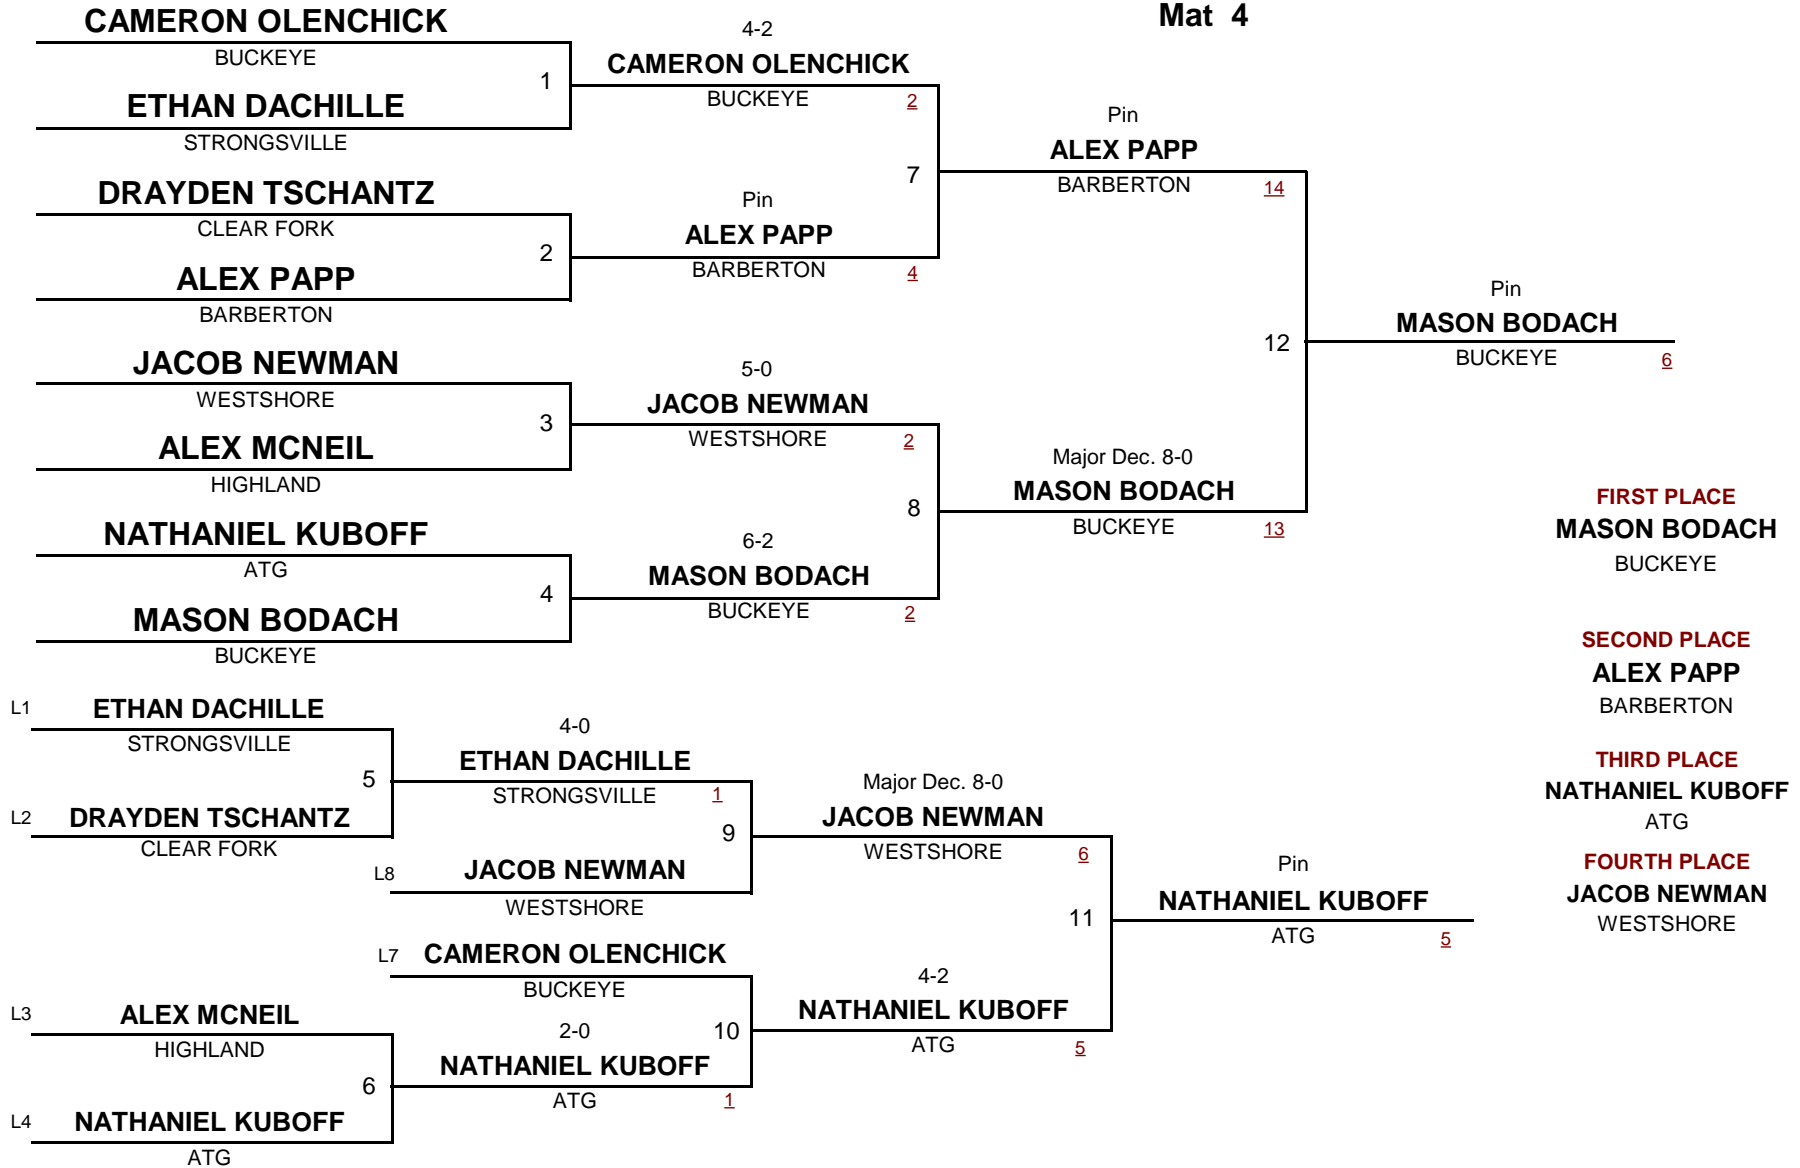 Mat 4
CAMERON OLENCHICK
BUCKEYE
1
ETHAN DACHILLE
STRONGSVILLE
DRAYDEN TSCHANTZ
CLEAR FORK
2
ALEX PAPP
BARBERTON
JACOB NEWMAN
WESTSHORE
3
ALEX MCNEIL
HIGHLAND
NATHANIEL KUBOFF
ATG
4
MASON BODACH
BUCKEYE
4-2
CAMERON OLENCHICK
BUCKEYE 2
7
Pin
ALEX PAPP
BARBERTON 4
5-0
JACOB NEWMAN
WESTSHORE 2
8
6-2
MASON BODACH
BUCKEYE 2
Pin
ALEX PAPP
BARBERTON 14
12
Major Dec. 8-0
MASON BODACH
BUCKEYE 13
Pin
MASON BODACH
BUCKEYE 6
FIRST PLACE
MASON BODACH
BUCKEYE
SECOND PLACE
ALEX PAPP
BARBERTON
THIRD PLACE
NATHANIEL KUBOFF
ATG
FOURTH PLACE
JACOB NEWMAN
WESTSHORE
L1 ETHAN DACHILLE
STRONGSVILLE
5
L2 DRAYDEN TSCHANTZ
CLEAR FORK
L3 ALEX MCNEIL
HIGHLAND
6
L4 NATHANIEL KUBOFF
ATG
4-0
ETHAN DACHILLE
STRONGSVILLE 1
9
L8 JACOB NEWMAN
WESTSHORE
L7 CAMERON OLENCHICK
BUCKEYE
10
2-0
NATHANIEL KUBOFF
ATG 1
Major Dec. 8-0
JACOB NEWMAN
WESTSHORE 6
11
4-2
NATHANIEL KUBOFF
ATG 5
Pin
NATHANIEL KUBOFF
ATG 5